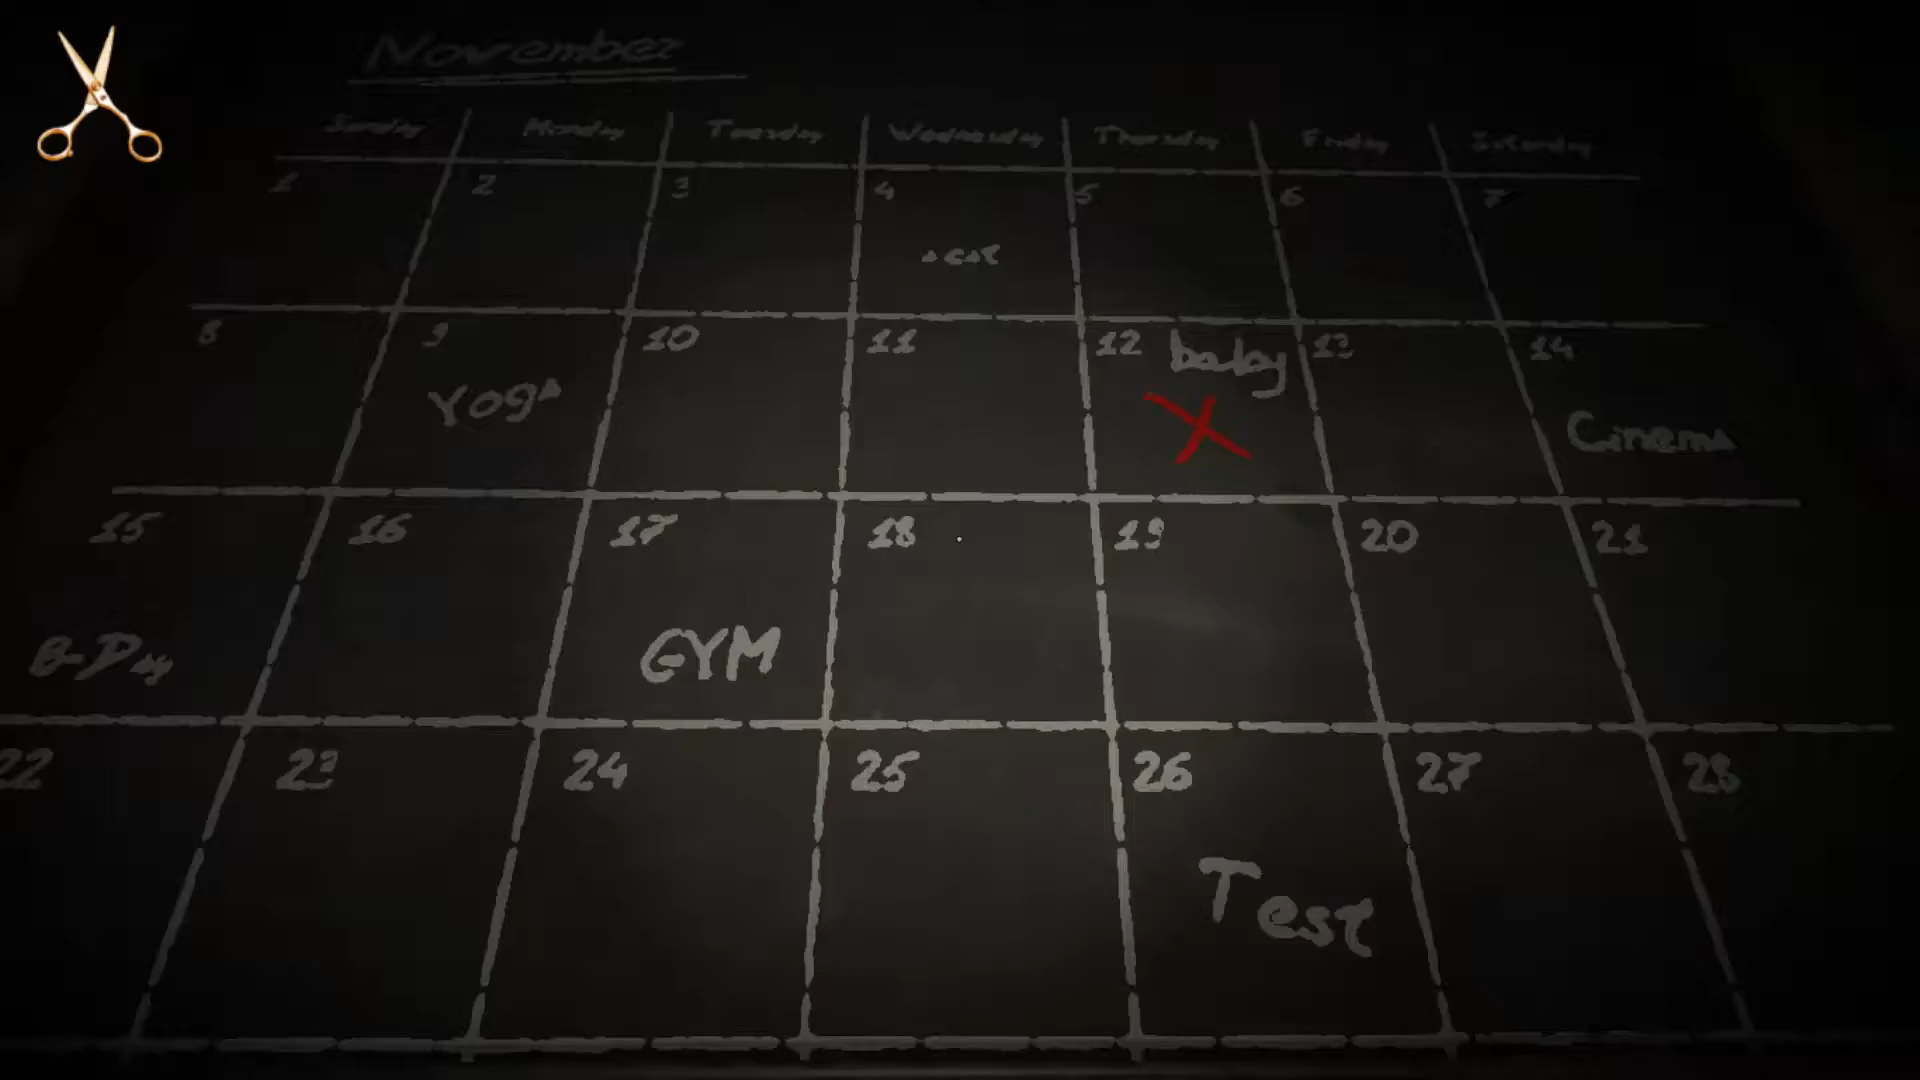 November
Sunday Monday Tuesday Wednesday Thursday Friday Saturday
1 2 3 4 5 6 7
8 9 10 11 12 baby 13 14
Yoga
Cinema
15 16 17 18 19 20 21
B-Day
GYM
22 23 24 25 26 27 28
Test